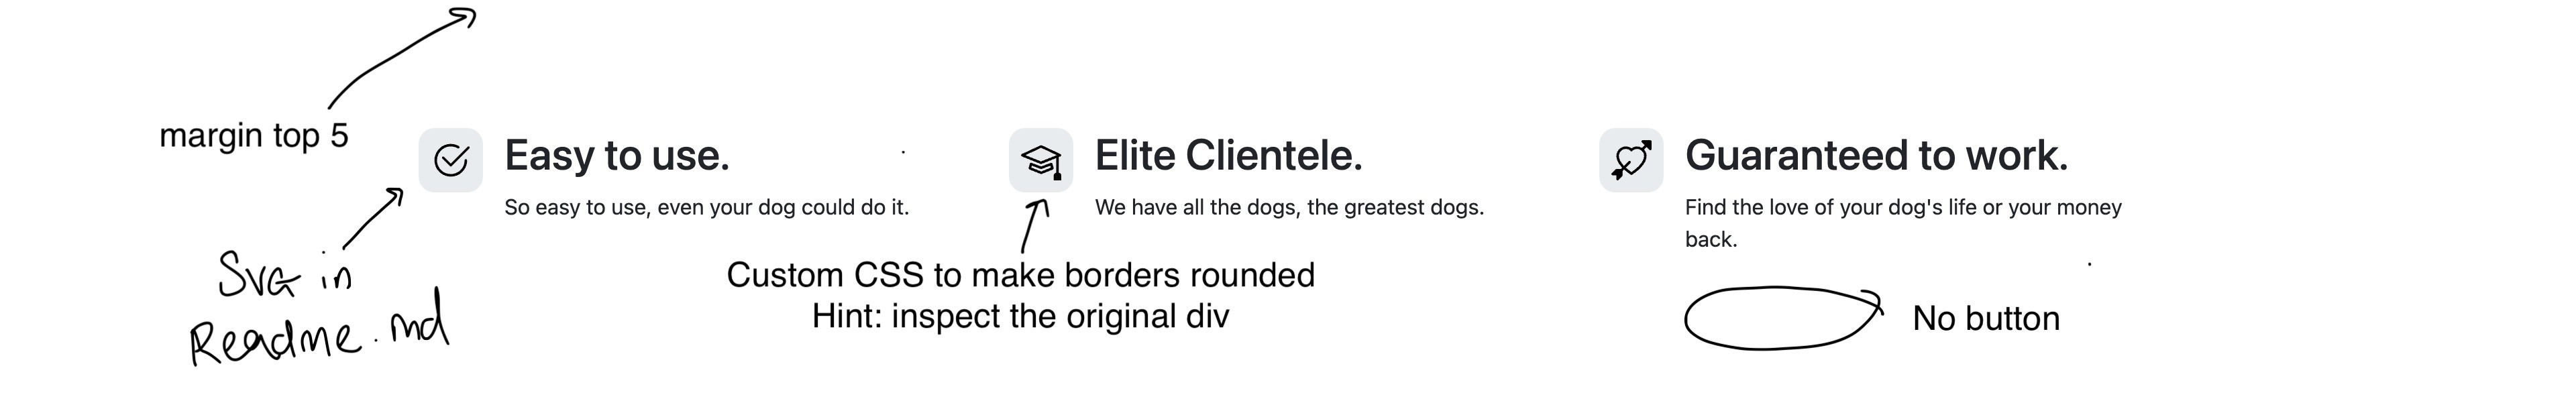 margin top 5
Easy to use.
So easy to use, even your dog could do it.
Elite Clientele.
We have all the dogs, the greatest dogs.
Guaranteed to work.
Find the love of your dog's life or your money
back.
SVG in
Readme.md
Custom CSS to make borders rounded
Hint: inspect the original div
No button